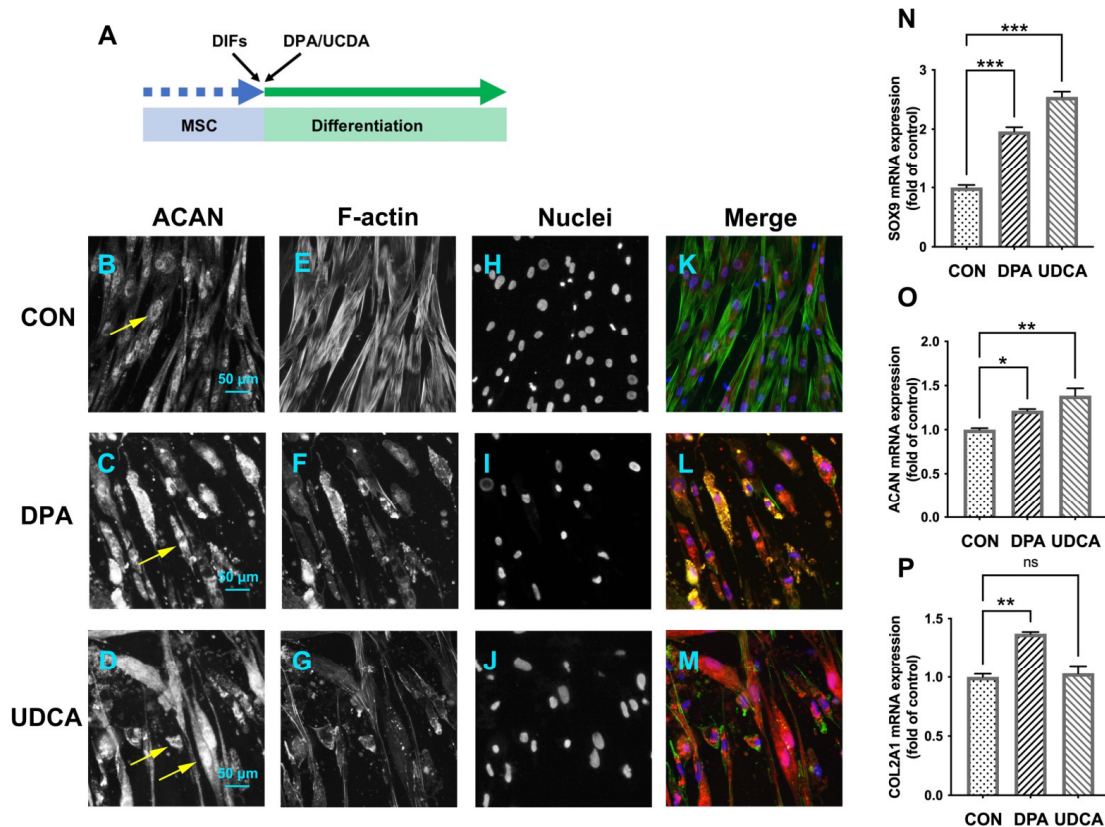 A
DIFs
DPA/UCDA
MSC
Differentiation
ACAN
F-actin
Nuclei
Merge
CON
B
50 µm
E
H
K
DPA
C
50 µm
F
I
L
UDCA
D
50 µm
G
J
M
N
SOX9 mRNA expression
(fold of control)
3
2
1
0
***
***
CON DPA UDCA
O
ACAN mRNA expression
(fold of control)
2.0
1.5
1.0
0.5
0.0
**
*
CON DPA UDCA
P
COL2A1 mRNA expression
(fold of control)
1.5
1.0
0.5
0.0
ns
**
CON DPA UDCA